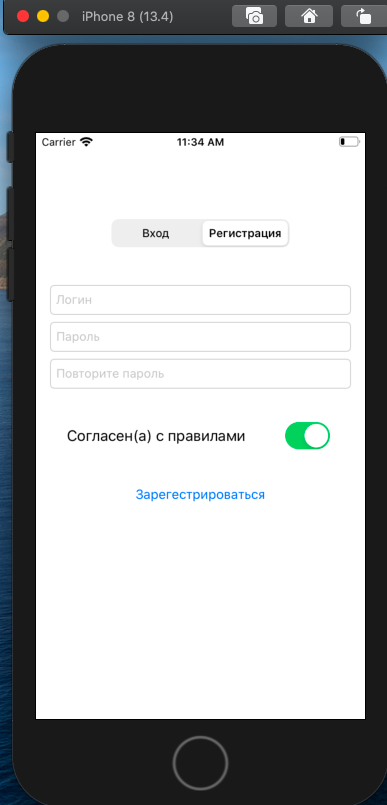 iPhone 8 (13.4)
Carrier 11:34 AM
Вход Регистрация
Логин
Пароль
Повторите пароль
Согласен(а) с правилами
Зарегестрироваться